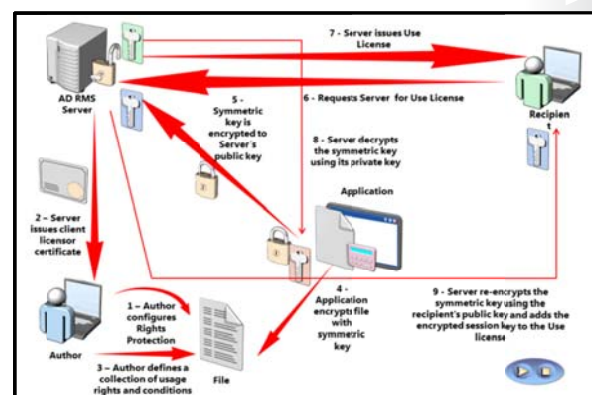 7 - Server issues Use
License
AD RMS
Server
5 -
Symmetric
key is
encrypted to
Server's
public key
6 - Requests Server for Use License
Recipien
t
8 - Server decrypts
the symmetric key
using its private key
Application
2 - Server
issues client
licensor
certificate
4 -
Application
encrypts file
with
symmetric
key
9 - Server re-encrypts the
symmetric key using the
recipient's public key and adds the
encrypted session key to the Use
license
1 - Author
configures
Rights
Protection
Author
File
3 - Author defines a
collection of usage
rights and conditions